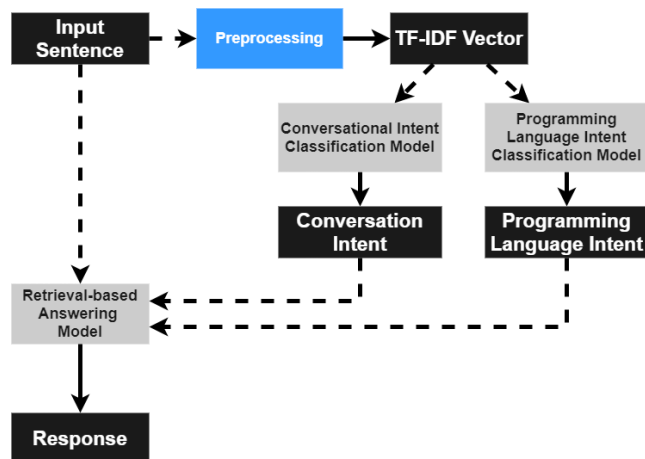 Input
Sentence
Preprocessing
TF-IDF Vector
Conversational Intent
Classification Model
Programming
Language Intent
Classification Model
Conversation
Intent
Programming
Language Intent
Retrieval-based
Answering
Model
Response